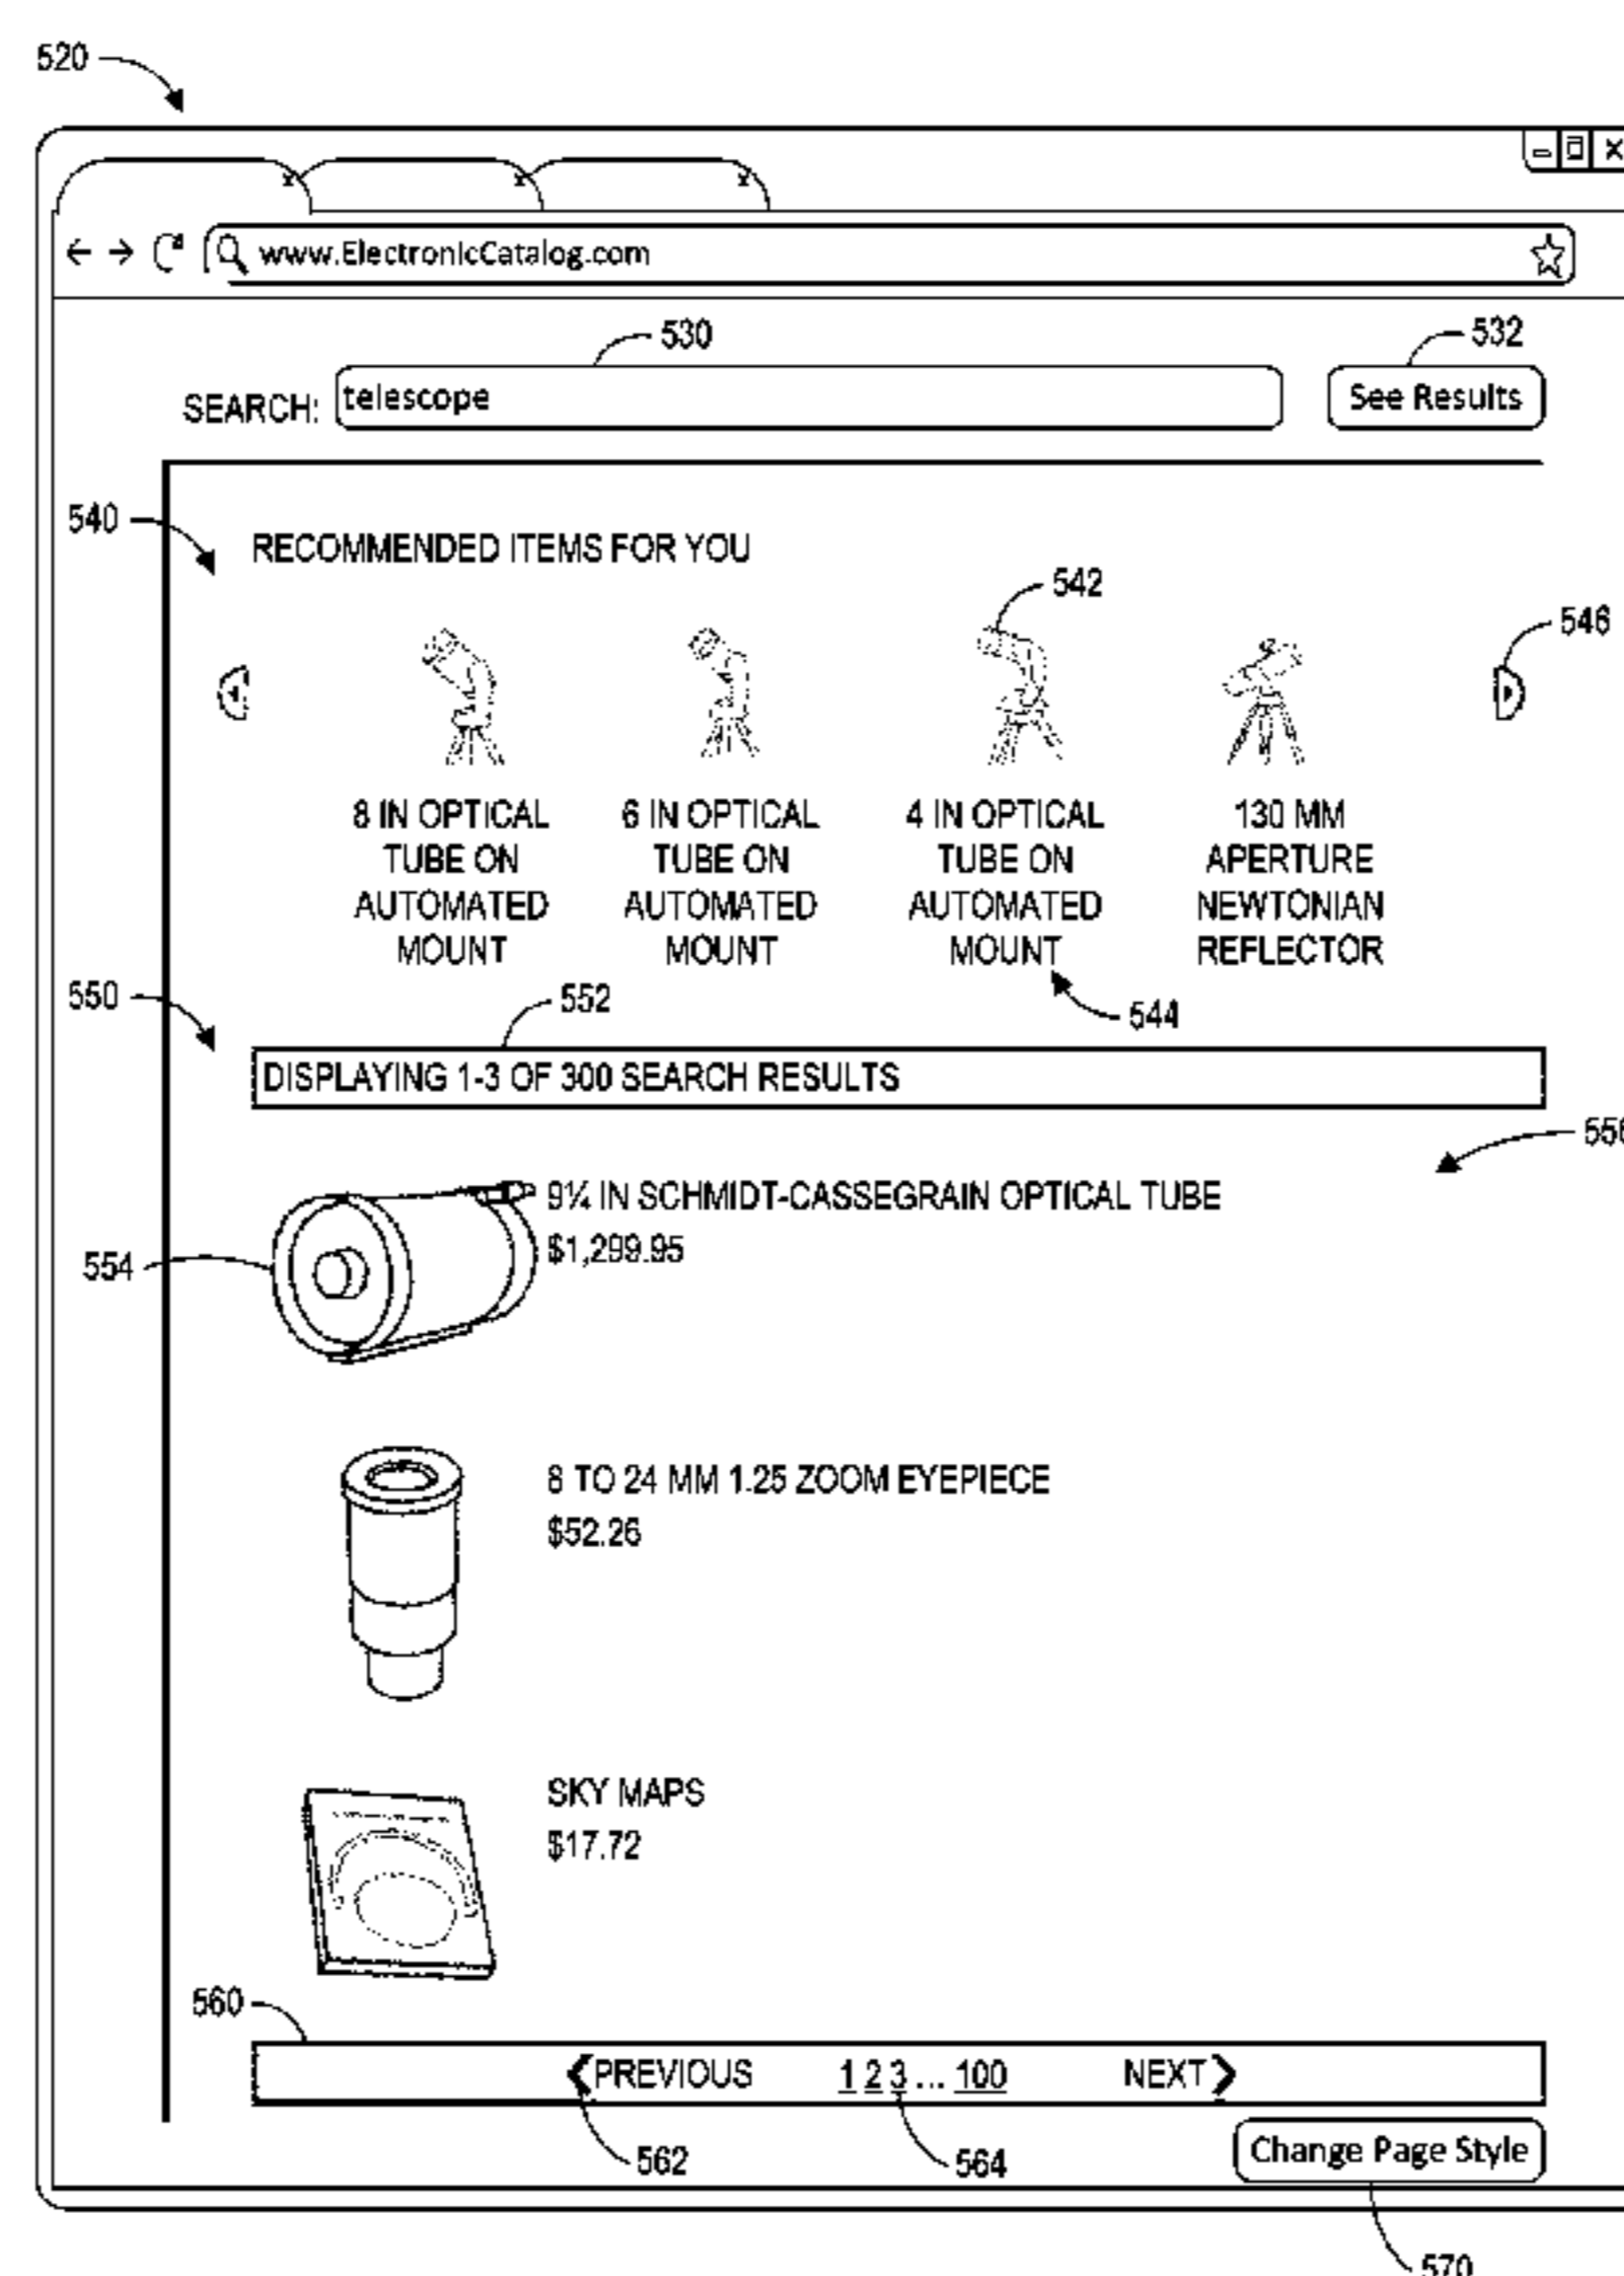 520
www.ElectronicCatalog.com
530
532
SEARCH: telescope
See Results
540
RECOMMENDED ITEMS FOR YOU
542
546
8 IN OPTICAL
TUBE ON
AUTOMATED
MOUNT
6 IN OPTICAL
TUBE ON
AUTOMATED
MOUNT
4 IN OPTICAL
TUBE ON
AUTOMATED
MOUNT
130 MM
APERTURE
NEWTONIAN
REFLECTOR
544
550
552
DISPLAYING 1-3 OF 300 SEARCH RESULTS
556
554
9¼ IN SCHMIDT-CASSEGRAIN OPTICAL TUBE
$1,299.95
8 TO 24 MM 1.25 ZOOM EYEPIECE
$52.26
SKY MAPS
$17.72
560
PREVIOUS 1 2 3 ... 100 NEXT
562
564
Change Page Style
570